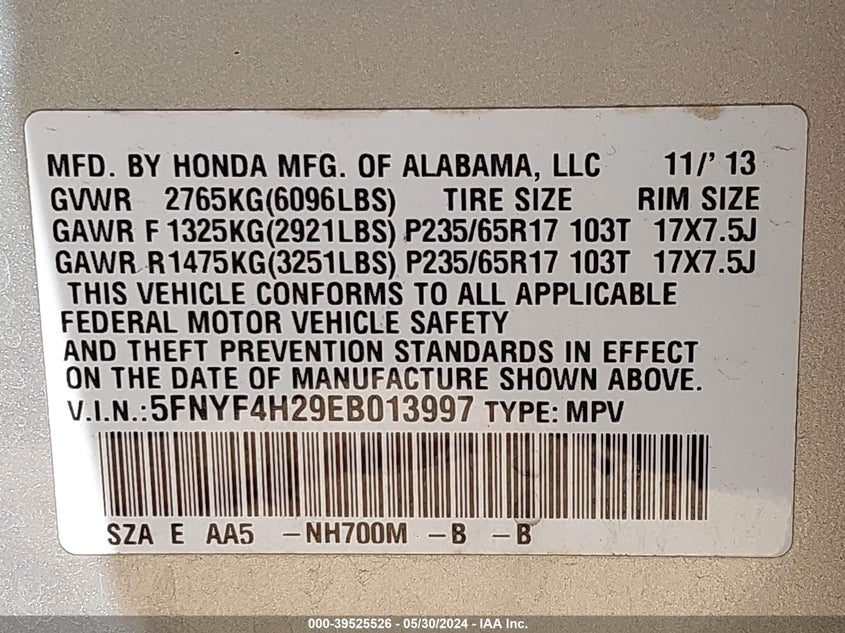 MFD. BY HONDA MFG. OF ALABAMA, LLC 11/' 13
GVWR 2765KG(6096LBS) TIRE SIZE RIM SIZE
GAWR F 1325KG(2921LBS) P235/65R17 103T 17X7.5J
GAWR R 1475KG(3251LBS) P235/65R17 103T 17X7.5J
THIS VEHICLE CONFORMS TO ALL APPLICABLE
FEDERAL MOTOR VEHICLE SAFETY
AND THEFT PREVENTION STANDARDS IN EFFECT
ON THE DATE OF MANUFACTURE SHOWN ABOVE.
V.I.N.:5FNYF4H29EB013997 TYPE: MPV
SZA E AA5 -NH700M -B -B
000-39525526 - 05/30/2024 - IAA Inc.